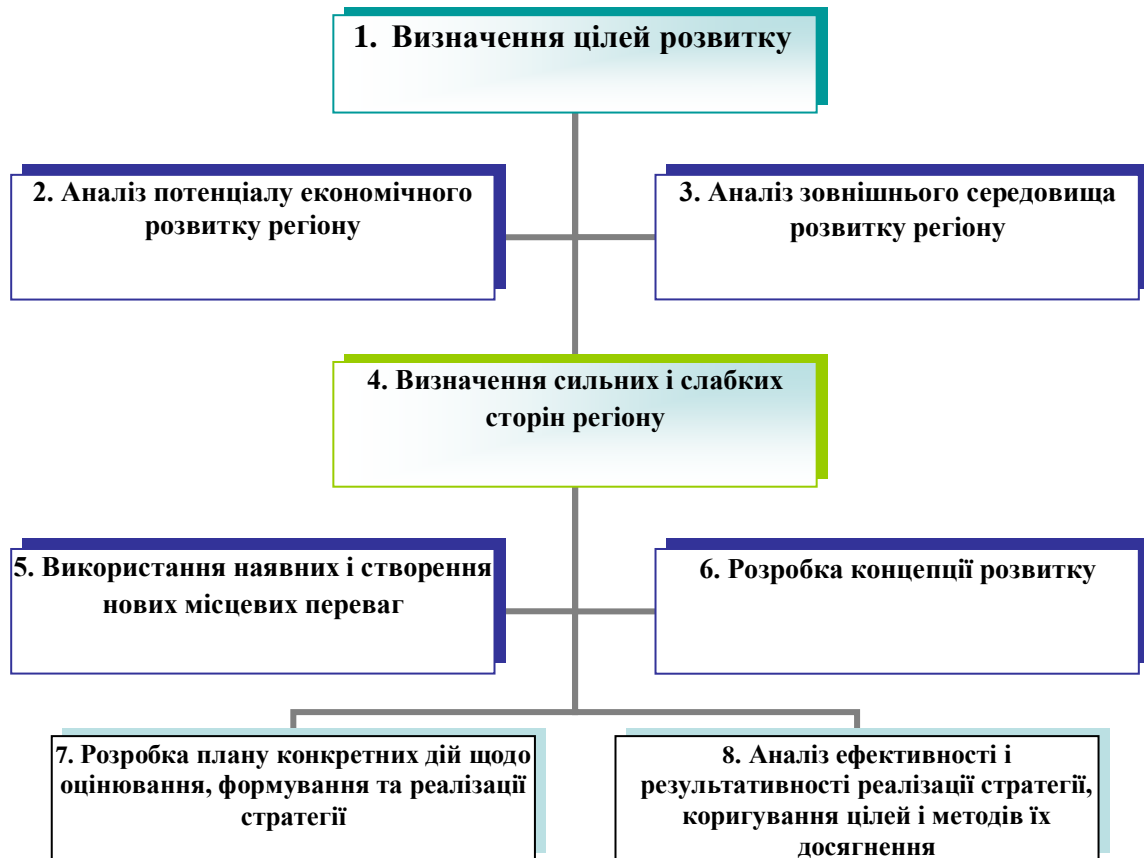 1. Визначення цілей розвитку
2. Аналіз потенціалу економічного
розвитку регіону
3. Аналіз зовнішнього середовища
розвитку регіону
4. Визначення сильних і слабких
сторін регіону
5. Використання наявних і створення
нових місцевих переваг
6. Розробка концепції розвитку
7. Розробка плану конкретних дій щодо
оцінювання, формування та реалізації
стратегії
8. Аналіз ефективності і
результативності реалізації стратегії,
коригування цілей і методів їх
досягнення